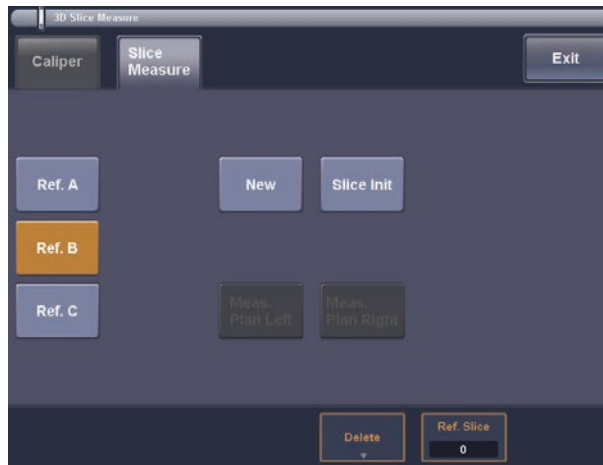 3D Slice Measure
Caliper
Slice
Measure
Exit
Ref. A
New
Slice Init
Ref. B
Ref. C
Meas.
Plan Left
Meas.
Plan Right
Delete
Ref. Slice
0